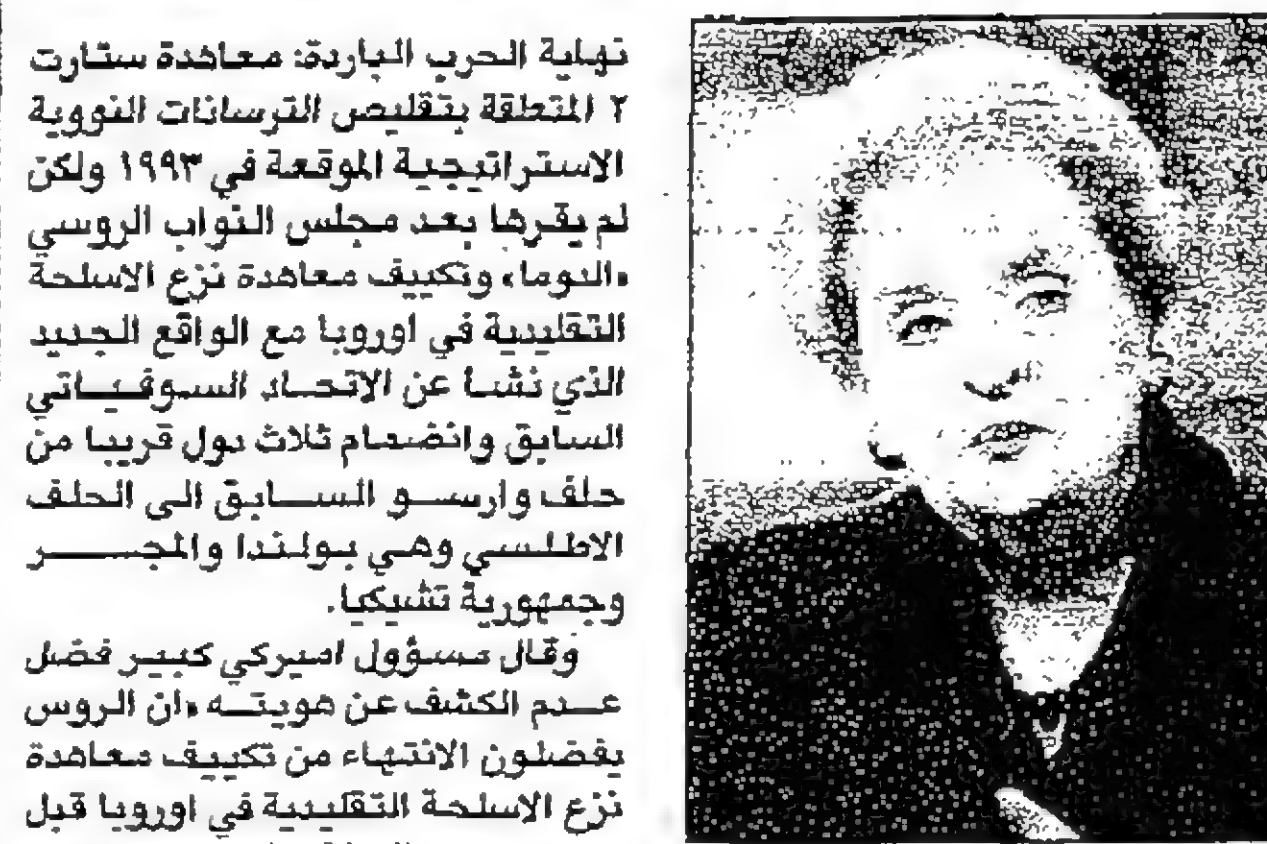 نهاية الحرب الباردة: معاهدة ستارت
٢ المتعلقة بتقليص الترسانات النووية
الاستراتيجية الموقعة في ١٩٩٣ ولكن
لم يقرها بعد مجلس النواب الروسي
«الدوما» وتكييف معاهدة نزع الاسلحة
التقليدية في اوروبا مع الواقع الجديد
الذي نشأ عن الاتحاد السوفياتي
السابق وانضمام ثلاث دول قريبا من
حلف وارسو السابق الى الحلف
الاطلسي وهي بولندا والمجر
وجمهورية تشيكيا.
وقال مسؤول اميركي كبير فضل
عدم الكشف عن هويته «ان الروس
يفضلون الانتهاء من تكييف معاهدة
نزع الاسلحة التقليدية في اوروبا قبل